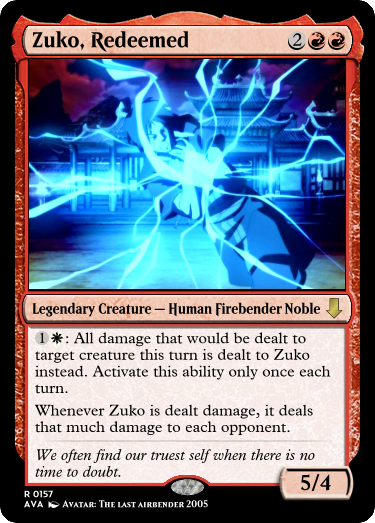 Zuko, Redeemed 2
Legendary Creature — Human Firebender Noble
1: All damage that would be dealt to
target creature this turn is dealt to Zuko
instead. Activate this ability only once each
turn.
Whenever Zuko is dealt damage, it deals
that much damage to each opponent.
We often find our truest self when there is no
time to doubt.
5/4
R 0157
AVA Avatar: The last airbender 2005